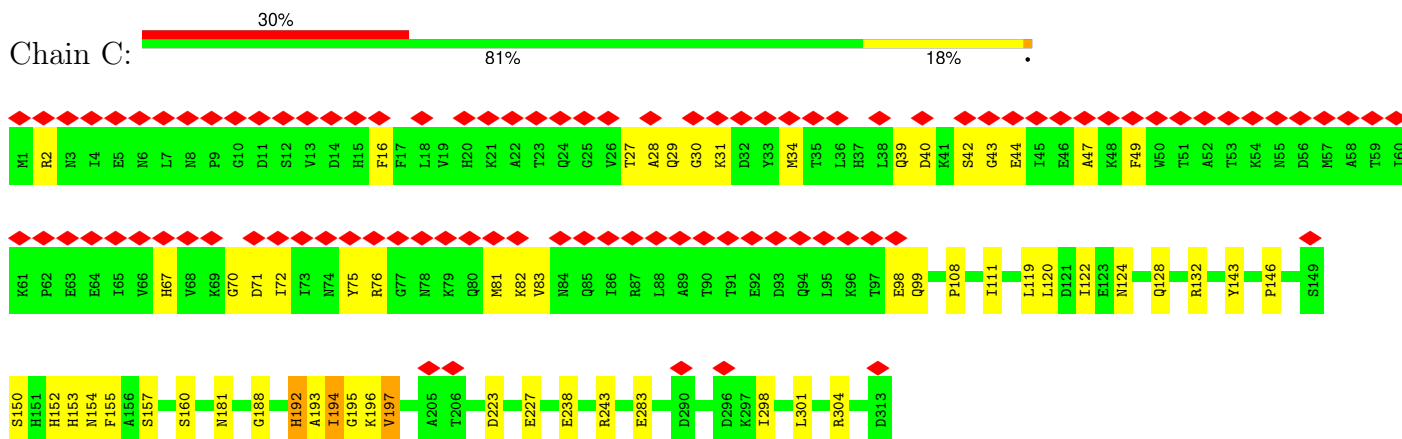 30%
Chain C:
81% 18% •
M1 R2 N3 I4 E5 N6 L7 N8 P9 G10 D11 S12 V13 D14 H15 F16 F17 L18 V19 H20 K21 A22 T23 Q24 G25 V26 T27 A28 Q29 G30 K31 D32 Y33 M34 T35 L36 H37 L38 Q39 D40 K41 S42 G43 E44 I45 E46 A47 K48 F49 W50 T51 A52 T53 K54 N55 D56 M57 A58 T59 I60
K61 P62 E63 E64 I65 V66 H67 V68 K69 G70 D71 I72 I73 N74 Y75 R76 G77 N78 K79 Q80 M81 K82 V83 N84 Q85 I86 R87 L88 A89 T90 T91 E92 D93 Q94 L95 K96 T97 E98 Q99 P108 I111 L119 L120 D121 I122 E123 N124 Q128 R132 Y143 P146 S149
S150 H151 H152 H153 N154 F155 A156 S157 S160 N181 G188 H192 A193 I194 G195 K196 V197 A205 T206 D223 E227 E238 R243 E283 D290 D296 K297 I298 L301 R304 D313